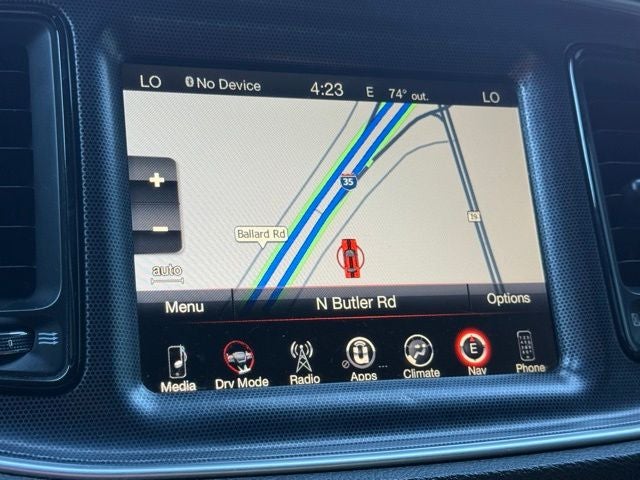 LO No Device 4:23 E 74° out. LO
35
+
19
Ballard Rd
−
auto
Menu N Butler Rd Options
E
Media Drv Mode Radio Apps Climate Nav Phone